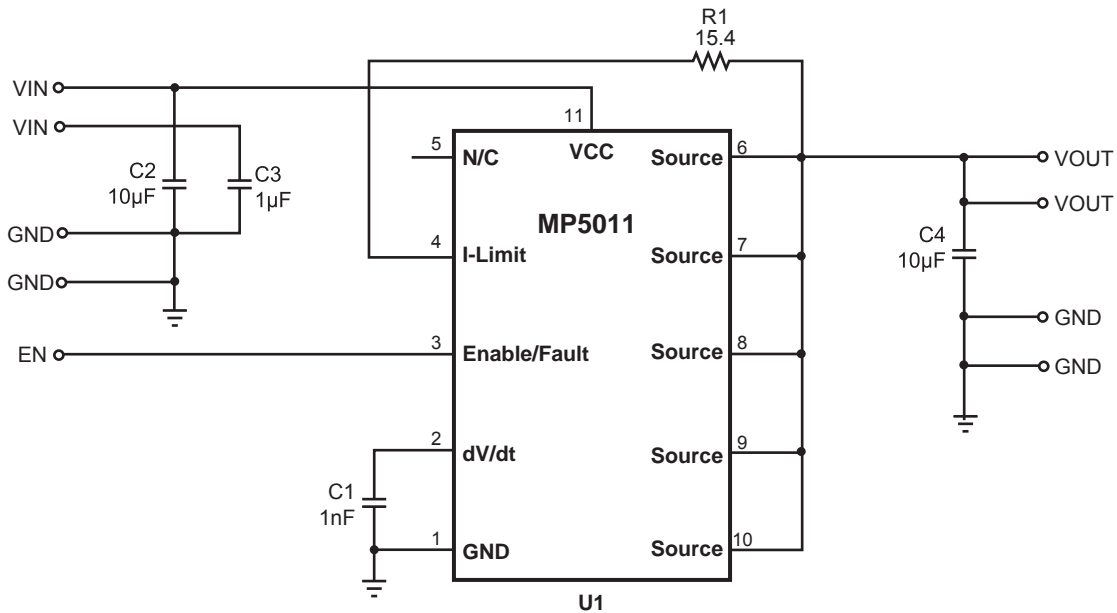 R1
15.4
VIN
VIN
11
5
N/C
VCC
Source
6
VOUT
C2
10µF
C3
1µF
VOUT
MP5011
GND
4
I-Limit
Source
7
C4
10µF
GND
GND
EN
3
Enable/Fault
Source
8
GND
2
dV/dt
Source
9
C1
1nF
1
GND
Source
10
U1